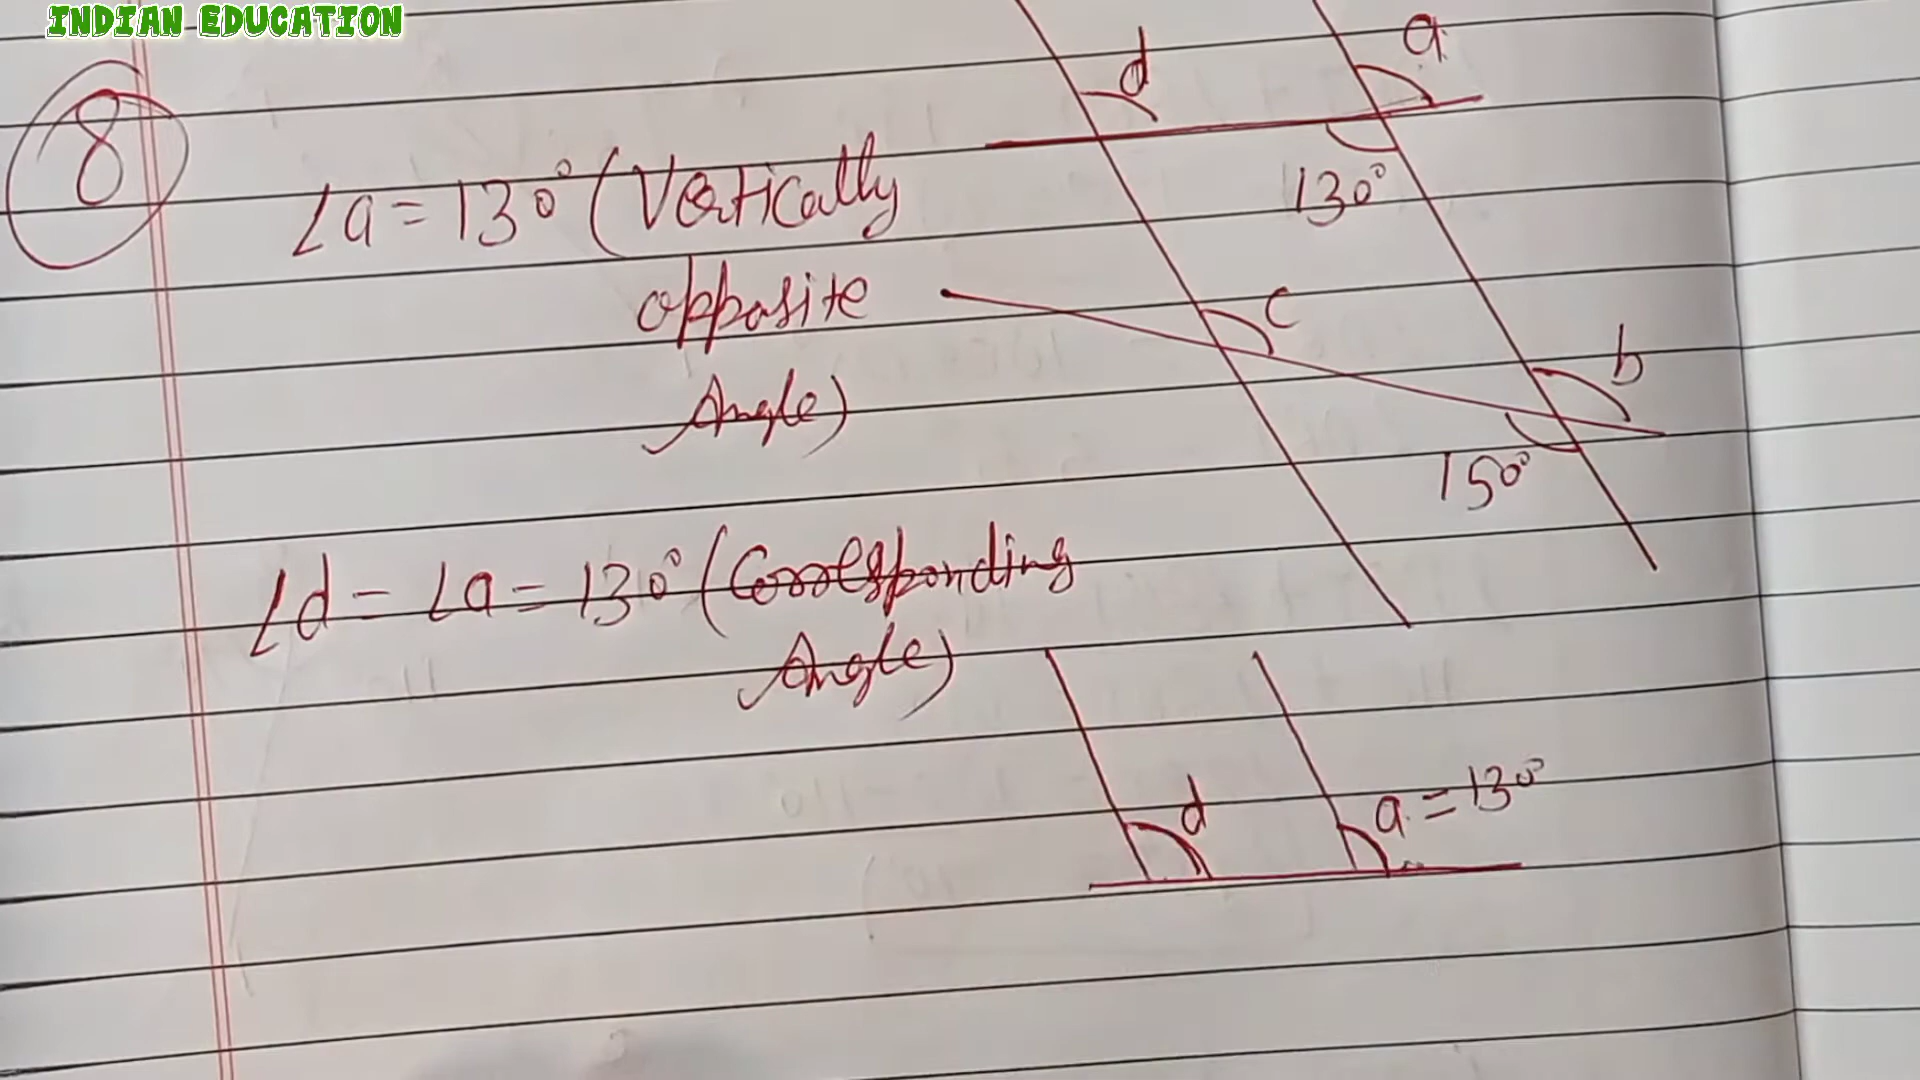 INDIAN EDUCATION
8
d
a
∠a = 130° (Vertically
130°
opposite
c
b
Angle)
150°
∠d = ∠a = 130° (Corresponding
Angle)
d
a = 130°